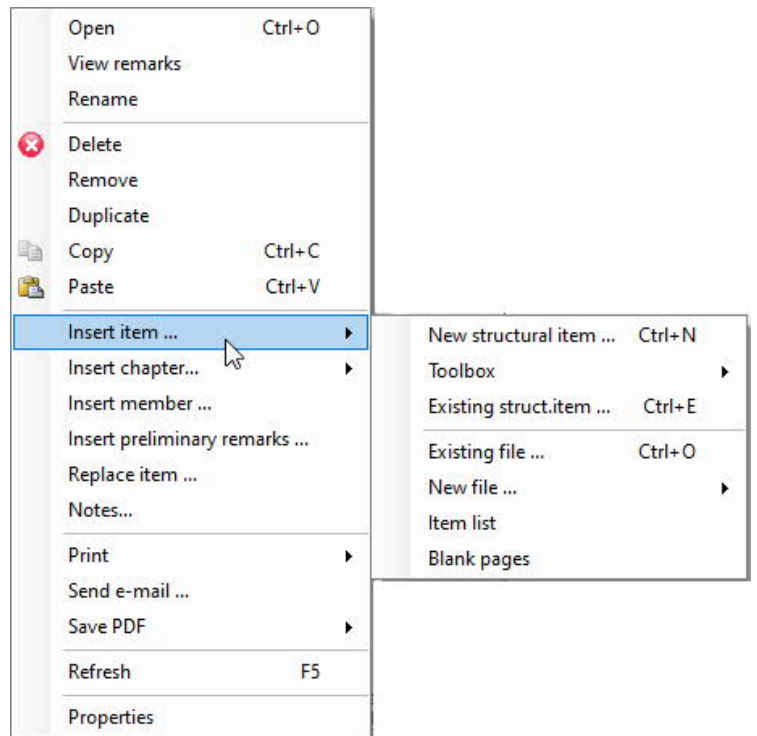 Open Ctrl+O
View remarks
Rename
Delete
Remove
Duplicate
Copy Ctrl+C
Paste Ctrl+V
Insert item ...
Insert chapter...
Insert member ...
Insert preliminary remarks ...
Replace item ...
Notes...
Print
Send e-mail ...
Save PDF
Refresh F5
Properties
New structural item ... Ctrl+N
Toolbox
Existing struct.item ... Ctrl+E
Existing file ... Ctrl+O
New file ...
Item list
Blank pages